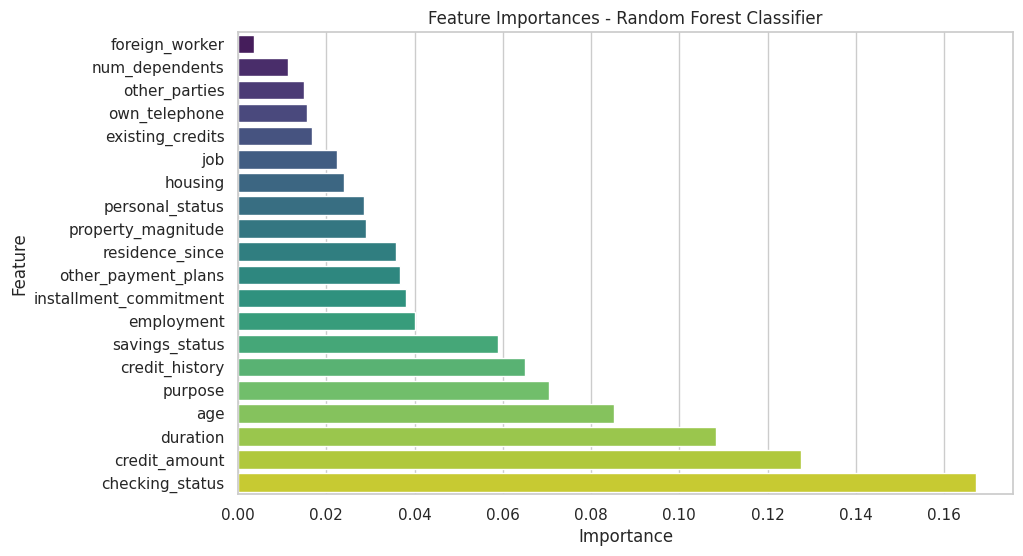 Feature Importances - Random Forest Classifier
foreign_worker
num_dependents
other_parties
own_telephone
existing_credits
job
housing
personal_status
property_magnitude
residence_since
other_payment_plans
installment_commitment
employment
savings_status
credit_history
purpose
age
duration
credit_amount
checking_status
Feature
0.00 0.02 0.04 0.06 0.08 0.10 0.12 0.14 0.16
Importance